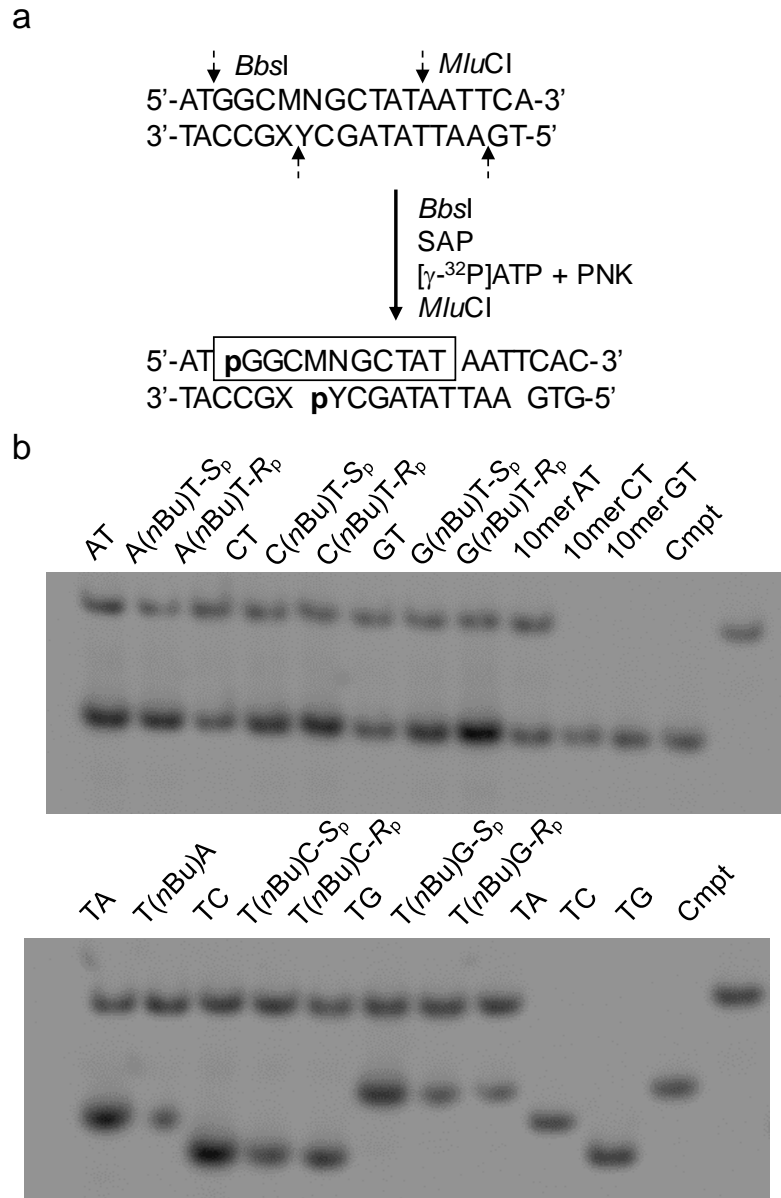 a
BbsI MluCI
5’-ATGGCMNGCTATAATTCA-3’
3’-TACCGXYCGATATTAAGT-5’
BbsI
SAP
[γ-³²P]ATP + PNK
MluCI
5’-AT pGGCMNGCTAT AATTCAC-3’
3’-TACCGX pYCGATATTAA GTG-5’
b
AT A(nBu)T-Sₚ A(nBu)T-Rₚ CT C(nBu)T-Sₚ C(nBu)T-Rₚ GT G(nBu)T-Sₚ G(nBu)T-Rₚ 10mer AT 10mer CT 10mer GT Cmpt
TA T(nBu)A TC T(nBu)C-Sₚ T(nBu)C-Rₚ TG T(nBu)G-Sₚ T(nBu)G-Rₚ TA TC TG Cmpt